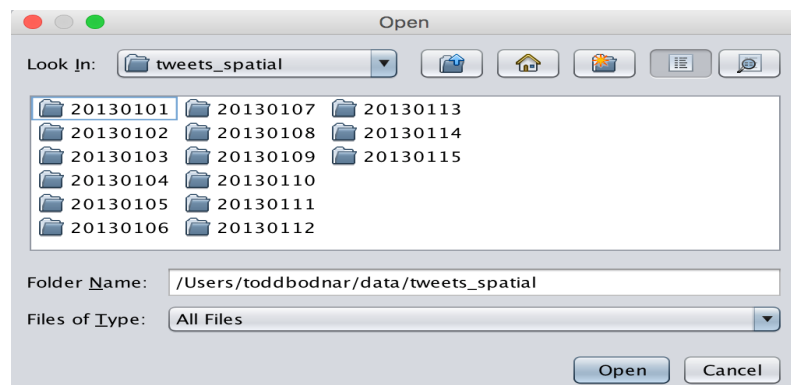 Open
Look In: tweets_spatial
20130101 20130107 20130113
20130102 20130108 20130114
20130103 20130109 20130115
20130104 20130110
20130105 20130111
20130106 20130112
Folder Name: /Users/toddbodnar/data/tweets_spatial
Files of Type: All Files
Open Cancel